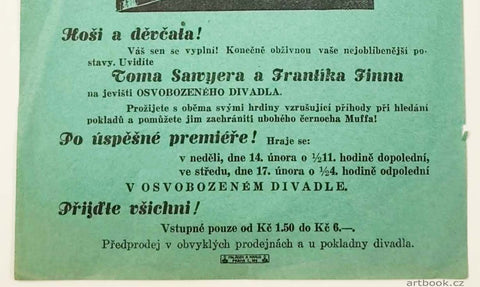 Hoši a děvčata!
Váš sen se vyplní! Konečně obživnou vaše nejoblíbenější po-
stavy. Uvidíte
Toma Sawyera a Frantíka Finna
na jevišti OSVOBOZENÉHO DIVADLA.
Prožijete s oběma svými hrdiny vzrušující příhody při hledání
pokladů a pomůžete jim zachrániti ubohého černocha Muffa!
Po úspěšné premiéře! Hraje se:
v neděli, dne 14. února o ½11. hodině dopolední,
ve středu, dne 17. února o ½4. hodině odpolední
V OSVOBOZENÉM DIVADLE.
Přijďte všichni!
Vstupné pouze od Kč 1.50 do Kč 6.—.
Předprodej v obvyklých prodejnách a u pokladny divadla.
artbook.cz